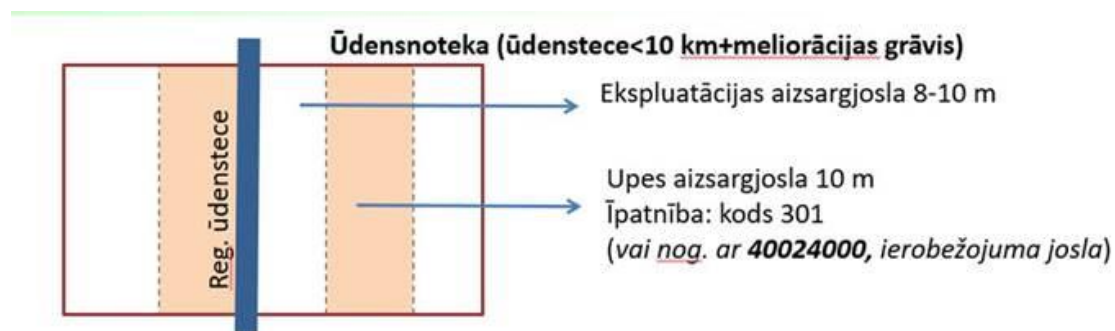 Ūdensnoteka (ūdenstece<10 km+meliorācijas grāvis)
Reg. ūdenstece
Ekspluatācijas aizsargjosla 8-10 m
Upes aizsargjosla 10 m
Īpatnība: kods 301
(vai nog. ar 40024000, ierobežojuma josla)